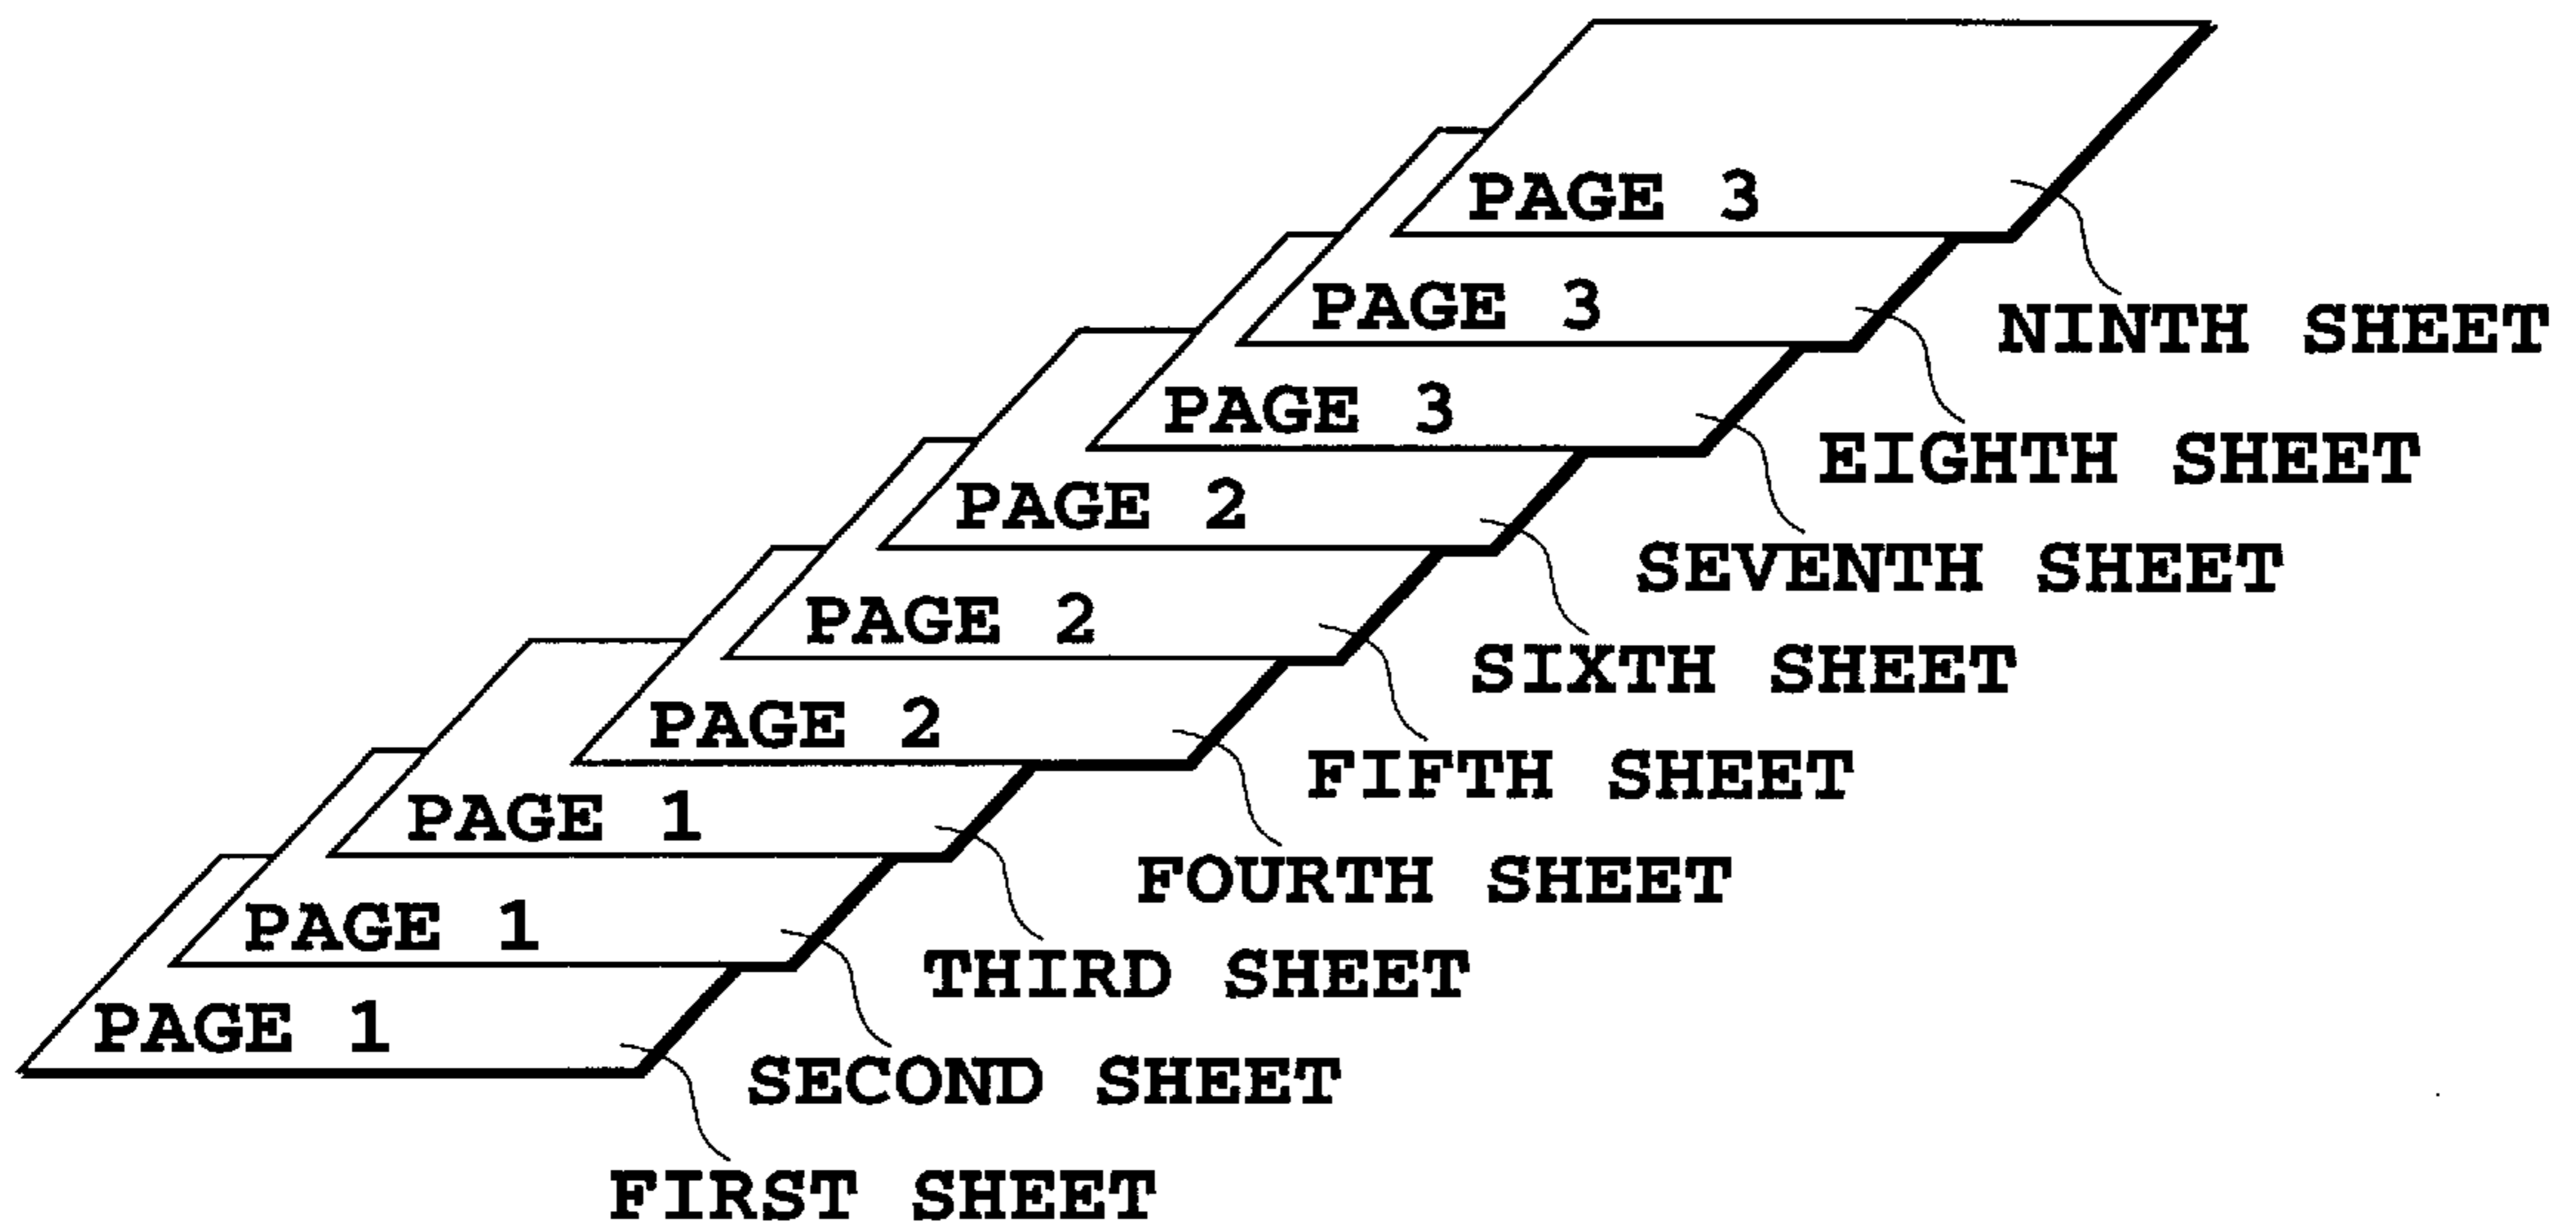 PAGE 3
NINTH SHEET
PAGE 3
EIGHTH SHEET
PAGE 3
SEVENTH SHEET
PAGE 2
SIXTH SHEET
PAGE 2
FIFTH SHEET
PAGE 2
FOURTH SHEET
PAGE 1
THIRD SHEET
PAGE 1
SECOND SHEET
PAGE 1
FIRST SHEET